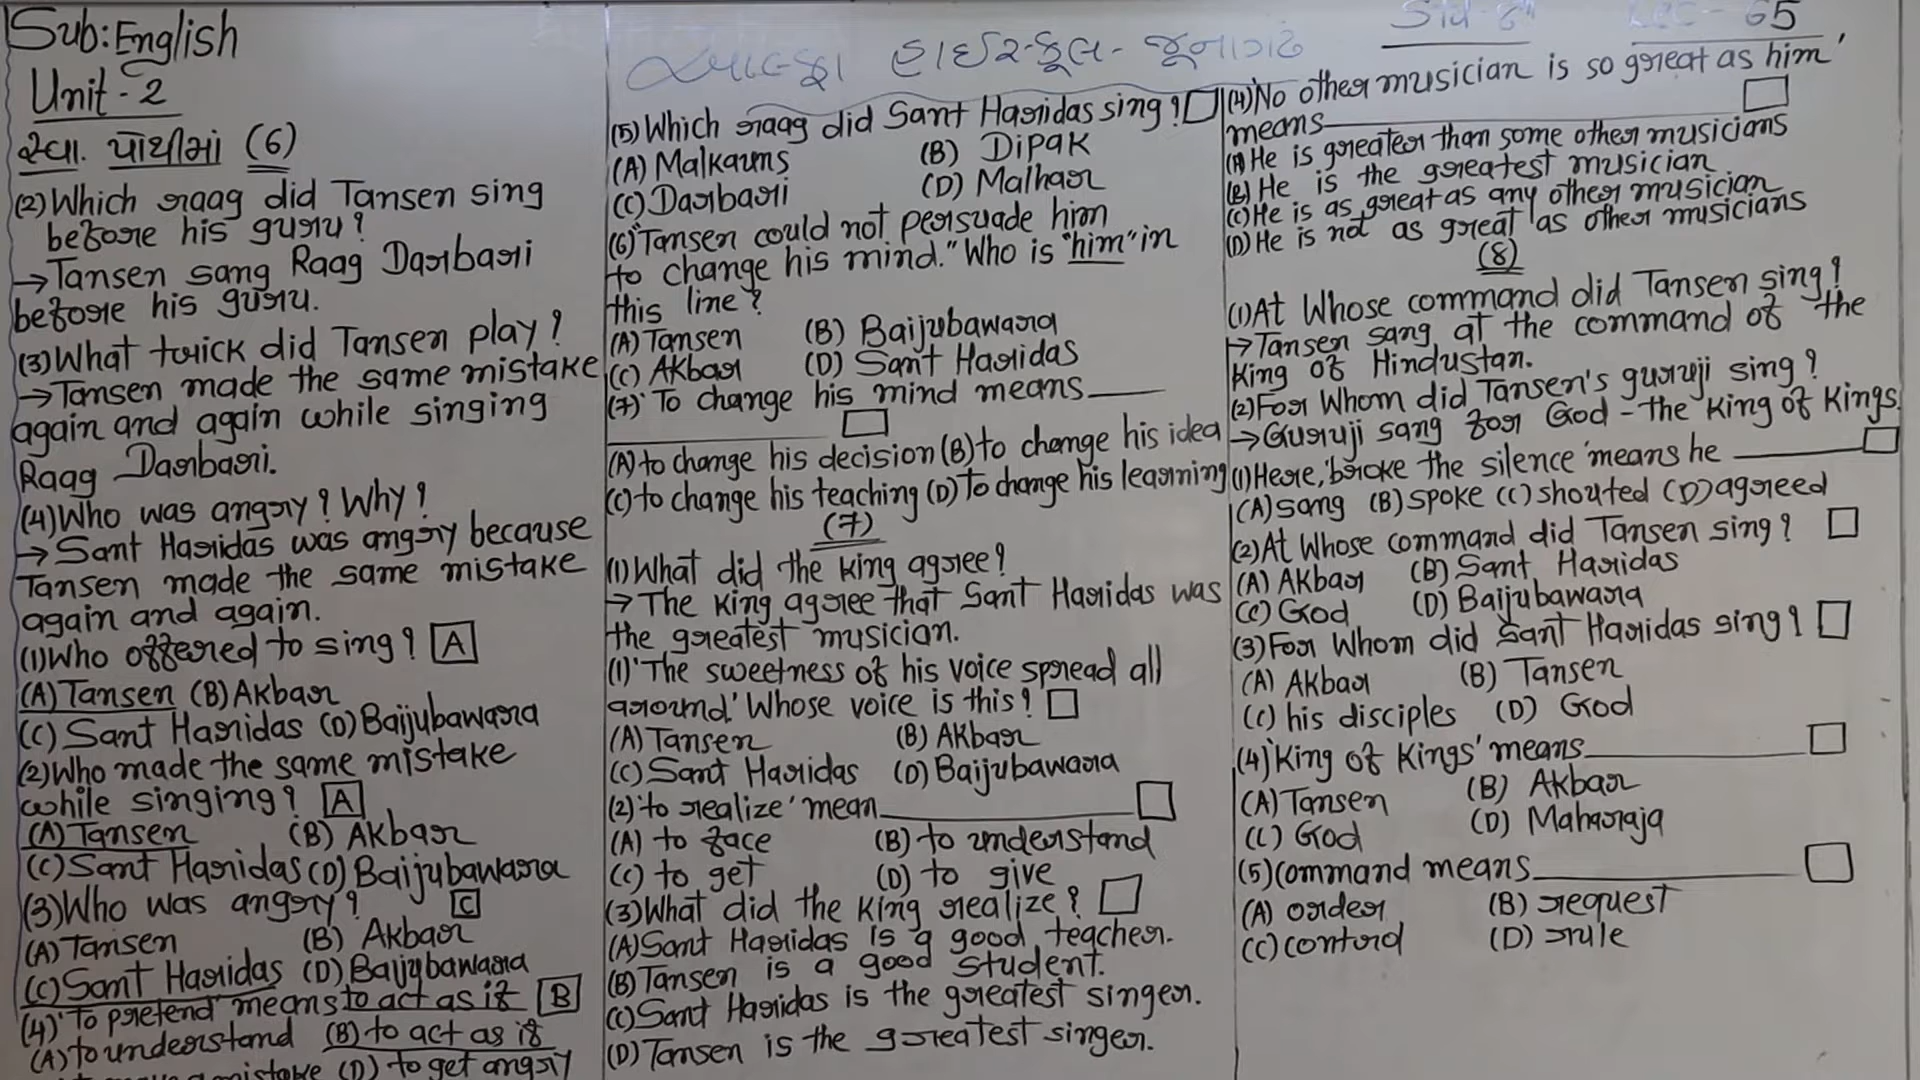 Sub: English
Unit-2
સ્વા. પોથીમાં (6)
(2) Which raag did Tansen sing
before his guru?
→ Tansen sang Raag Darbari
before his guru.
(3) What trick did Tansen play?
→ Tansen made the same mistake
again and again while singing
Raag Darbari.
(4) Who was angry? Why?
→ Sant Haridas was angry because
Tansen made the same mistake
again and again.
(1) Who offered to sing? A
(A) Tansen (B) Akbar
(C) Sant Haridas (D) Baijubawara
(2) Who made the same mistake
while singing? A
(A) Tansen (B) Akbar
(C) Sant Haridas (D) Baijubawara
(3) Who was angry? C
(A) Tansen (B) Akbar
(C) Sant Haridas (D) Baijubawara
(4) 'To pretend' means to act as if B
(A) to understand (B) to act as if
mistake (D) to get angry
હાઈસ્કૂલ - જૂનાગઢ
(5) Which raag did Sant Haridas sing?
(A) Malkauns (B) Dipak
(C) Darbari (D) Malhar
(6) "Tansen could not persuade him
to change his mind." Who is "him" in
this line?
(A) Tansen (B) Baijubawara
(C) Akbar (D) Sant Haridas
(7) 'To change his mind means____
____
(A) to change his decision (B) to change his idea
(C) to change his teaching (D) To change his learning
(7)
(1) What did the king agree?
→ The king agree that Sant Haridas was
the greatest musician.
(1) 'The sweetness of his voice spread all
around.' Whose voice is this?
(A) Tansen (B) Akbar
(C) Sant Haridas (D) Baijubawara
(2) 'to realize' mean____
(A) to face (B) to understand
(C) to get (D) to give
(3) What did the king realize?
(A) Sant Haridas is a good teacher.
(B) Tansen is a good student.
(C) Sant Haridas is the greatest singer.
(D) Tansen is the greatest singer.
65
(4) No other musician is so great as him'
means____
(A) He is greater than some other musicians
(B) He is the greatest musician
(C) He is as great as any other musician
(D) He is not as great as other musicians
(8)
(1) At Whose command did Tansen sing?
→ Tansen sang at the command of the
King of Hindustan.
(2) For Whom did Tansen's guruji sing?
→ Guruji sang for God - the King of Kings.
(1) Here, 'broke the silence' means he ____
(A) sang (B) spoke (C) shouted (D) agreed
(2) At Whose command did Tansen sing?
(A) Akbar (B) Sant Haridas
(C) God (D) Baijubawara
(3) For Whom did Sant Haridas sing?
(A) Akbar (B) Tansen
(C) his disciples (D) God
(4) 'King of Kings' means____
(A) Tansen (B) Akbar
(C) God (D) Maharaja
(5) Command means____
(A) order (B) request
(C) control (D) rule